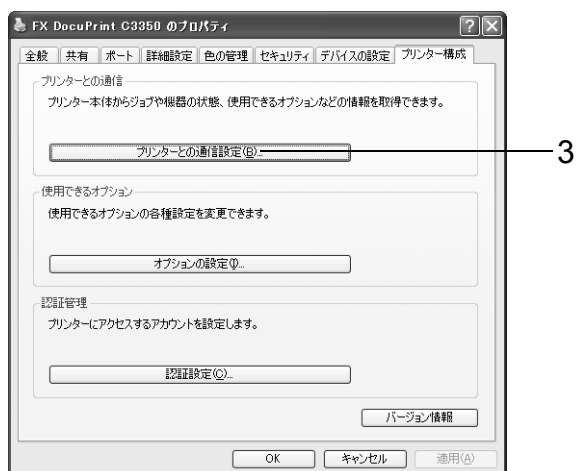 FX DocuPrint C3350 のプロパティ
全般 共有 ポート 詳細設定 色の管理 セキュリティ デバイスの設定 プリンター構成
プリンターとの通信
プリンター本体からジョブや機器の状態、使用できるオプションなどの情報を取得できます。
プリンターとの通信設定(B)...
3
使用できるオプション
使用できるオプションの各種設定を変更できます。
オプションの設定(I)...
認証管理
プリンターにアクセスするアカウントを設定します。
認証設定(C)...
バージョン情報
OK キャンセル 適用(A)